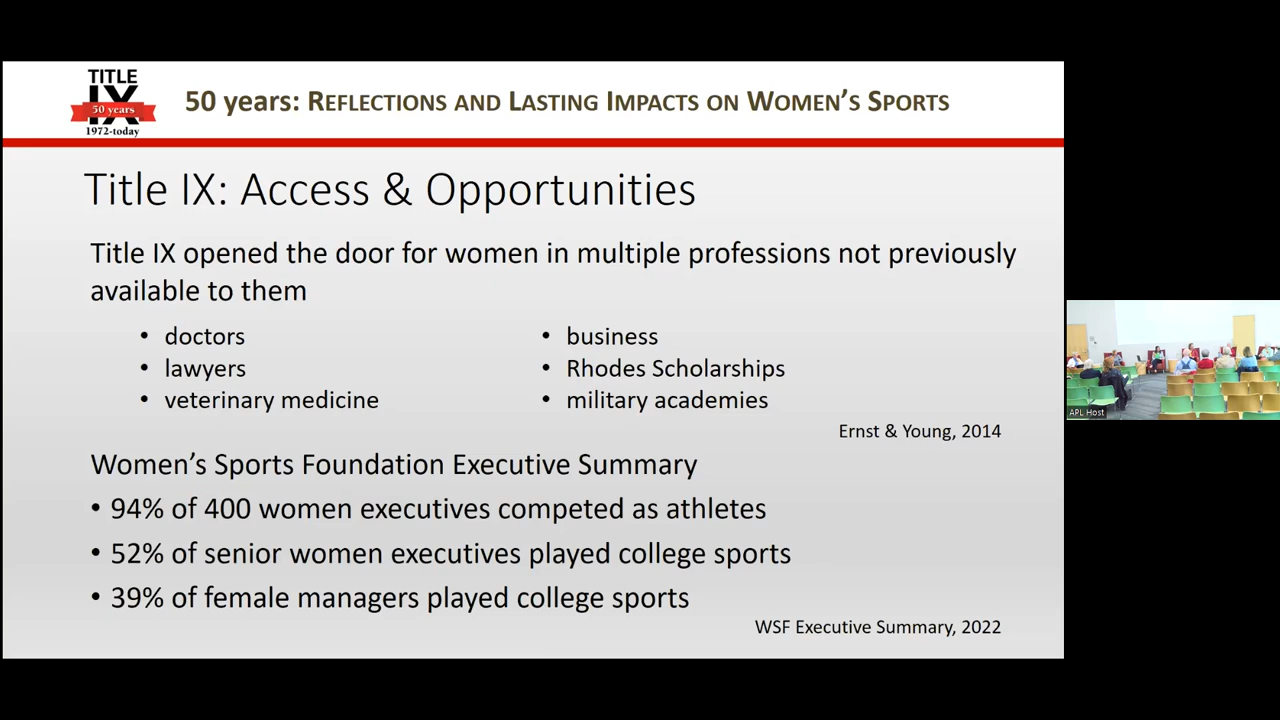 TITLE
IX
50 years
1972-today
50 years: REFLECTIONS AND LASTING IMPACTS ON WOMEN'S SPORTS
Title IX: Access & Opportunities
Title IX opened the door for women in multiple professions not previously
available to them
• doctors
• lawyers
• veterinary medicine
• business
• Rhodes Scholarships
• military academies
Ernst & Young, 2014
Women's Sports Foundation Executive Summary
• 94% of 400 women executives competed as athletes
• 52% of senior women executives played college sports
• 39% of female managers played college sports
WSF Executive Summary, 2022
APL Host